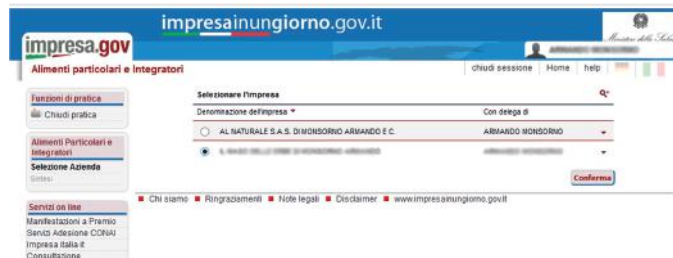 impresainungiorno.gov.it
impresa.gov
Ministero della Salute
Alimenti particolari e Integratori
chiudi sessione Home help
Funzioni di pratica
Chiudi pratica
Alimenti Particolari e
Integratori
Selezione Azienda
Sintesi
Servizi on line
Manifestazioni a Premio
Servizi Adesione CONAI
Impresa Italia.it
Consultazione
Selezionare l'impresa
Denominazione dell'impresa * Con delega di
AL NATURALE S.A.S. DI MONSORNO ARMANDO E C. ARMANDO MONSORNO
Conferma
Chi siamo Ringraziamenti Note legali Disclaimer www.impresainungiorno.gov.it